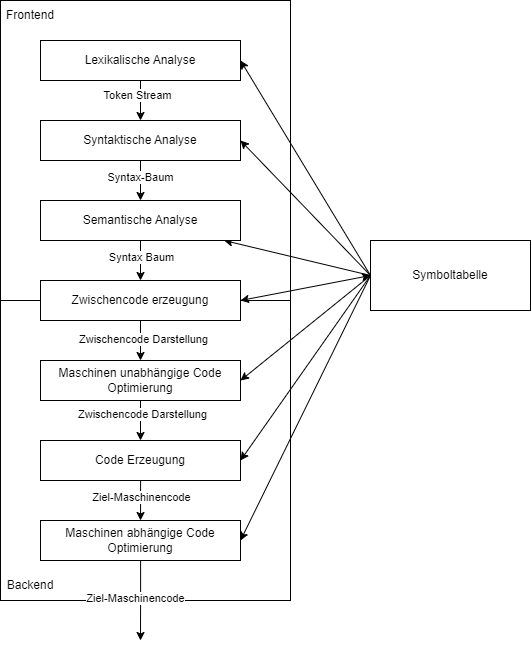 Frontend
Lexikalische Analyse
Token Stream
Syntaktische Analyse
Syntax-Baum
Semantische Analyse
Syntax Baum
Symboltabelle
Zwischencode erzeugung
Zwischencode Darstellung
Maschinen unabhängige Code
Optimierung
Zwischencode Darstellung
Code Erzeugung
Ziel-Maschinencode
Maschinen abhängige Code
Optimierung
Backend
Ziel-Maschinencode